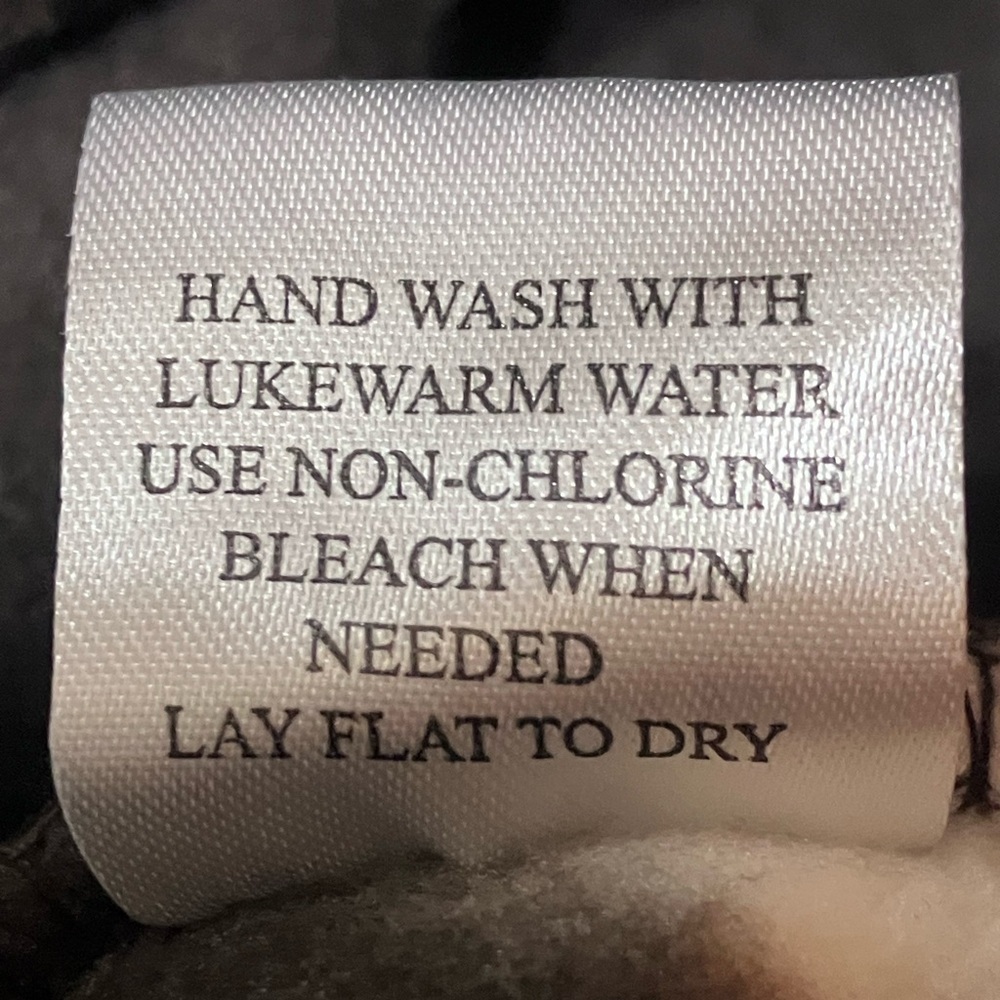 HAND WASH WITH
LUKEWARM WATER
USE NON-CHLORINE
BLEACH WHEN
NEEDED
LAY FLAT TO DRY